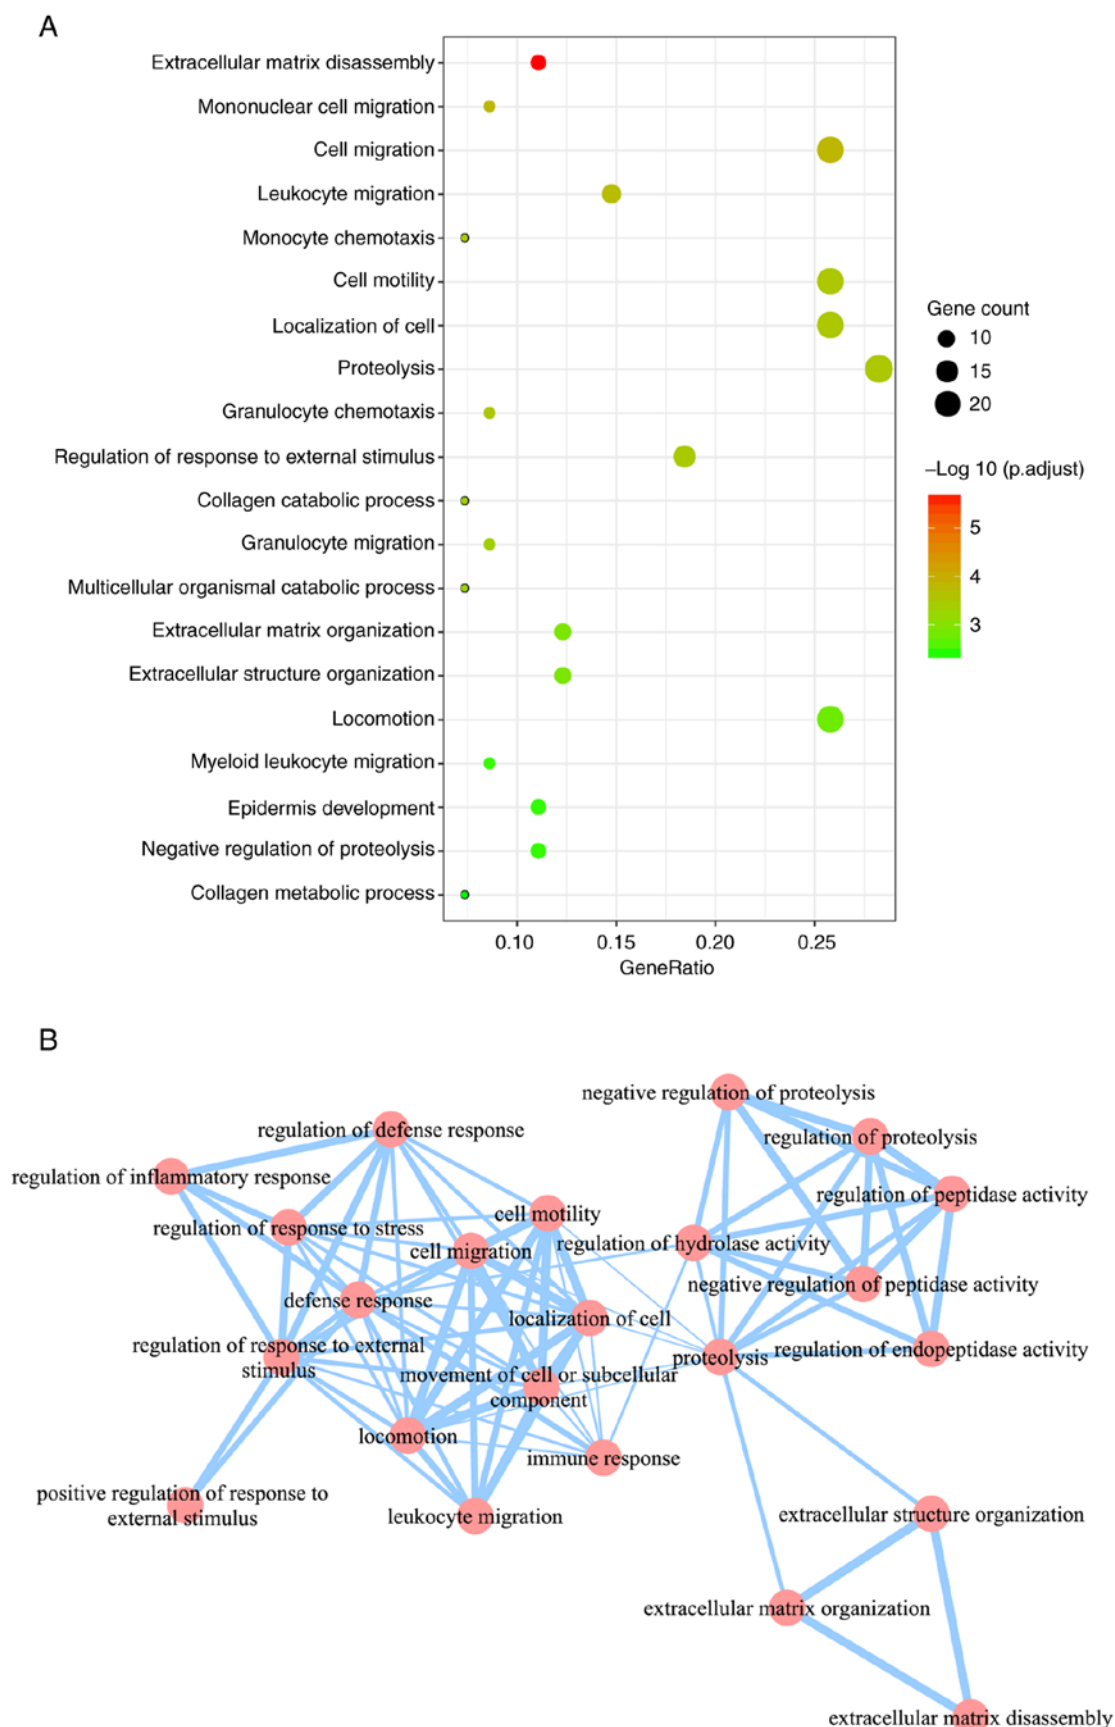 A
Extracellular matrix disassembly
Mononuclear cell migration
Cell migration
Leukocyte migration
Monocyte chemotaxis
Cell motility
Localization of cell
Proteolysis
Granulocyte chemotaxis
Regulation of response to external stimulus
Collagen catabolic process
Granulocyte migration
Multicellular organismal catabolic process
Extracellular matrix organization
Extracellular structure organization
Locomotion
Myeloid leukocyte migration
Epidermis development
Negative regulation of proteolysis
Collagen metabolic process
0.10 0.15 0.20 0.25
GeneRatio
Gene count
10
15
20
–Log 10 (p.adjust)
5
4
3
B
negative regulation of proteolysis
regulation of defense response
regulation of proteolysis
regulation of inflammatory response
regulation of peptidase activity
regulation of response to stress
cell motility
cell migration
regulation of hydrolase activity
negative regulation of peptidase activity
defense response
localization of cell
regulation of response to external
stimulus
proteolysis
regulation of endopeptidase activity
movement of cell or subcellular
component
locomotion
immune response
positive regulation of response to
external stimulus
leukocyte migration
extracellular structure organization
extracellular matrix organization
extracellular matrix disassembly